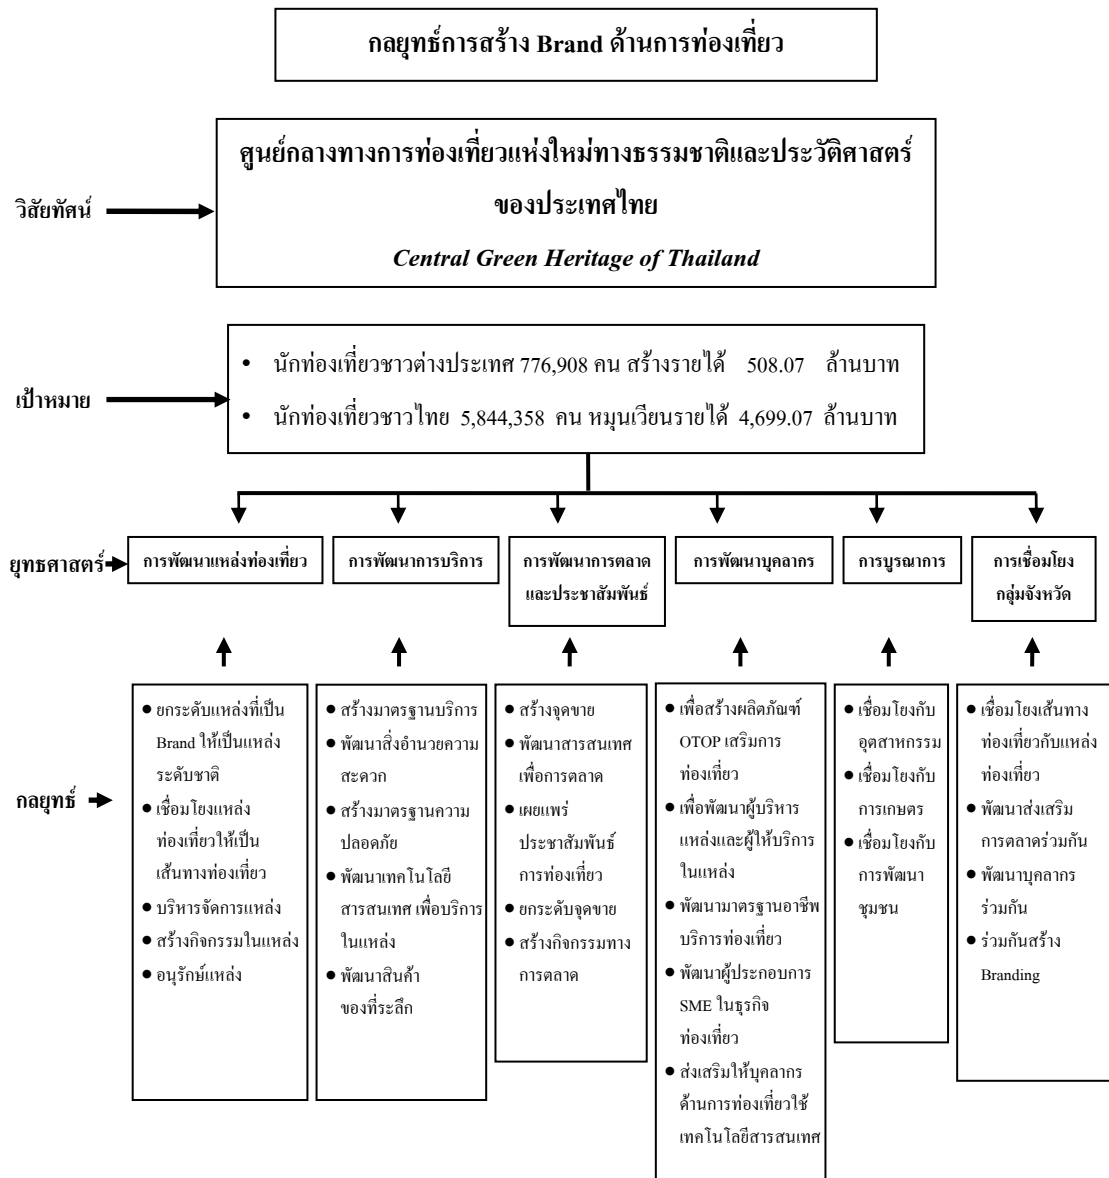 กลยุทธ์การสร้าง Brand ด้านการท่องเที่ยว
วิสัยทัศน์
ศูนย์กลางทางการท่องเที่ยวแห่งใหม่ทางธรรมชาติและประวัติศาสตร์
ของประเทศไทย
Central Green Heritage of Thailand
เป้าหมาย
• นักท่องเที่ยวชาวต่างประเทศ 776,908 คน สร้างรายได้ 508.07 ล้านบาท
• นักท่องเที่ยวชาวไทย 5,844,358 คน หมุนเวียนรายได้ 4,699.07 ล้านบาท
ยุทธศาสตร์
การพัฒนาแหล่งท่องเที่ยว
การพัฒนาการบริการ
การพัฒนาการตลาด
และประชาสัมพันธ์
การพัฒนาบุคลากร
การบูรณาการ
การเชื่อมโยง
กลุ่มจังหวัด
กลยุทธ์
● ยกระดับแหล่งที่เป็น
Brand ให้เป็นแหล่ง
ระดับชาติ
● เชื่อมโยงแหล่ง
ท่องเที่ยวให้เป็น
เส้นทางท่องเที่ยว
● บริหารจัดการแหล่ง
● สร้างกิจกรรมในแหล่ง
● อนุรักษ์แหล่ง
● สร้างมาตรฐานบริการ
● พัฒนาสิ่งอำนวยความ
สะดวก
● สร้างมาตรฐานความ
ปลอดภัย
● พัฒนาเทคโนโลยี
สารสนเทศ เพื่อบริการ
ในแหล่ง
● พัฒนาสินค้า
ของที่ระลึก
● สร้างจุดขาย
● พัฒนาสารสนเทศ
เพื่อการตลาด
● เผยแพร่
ประชาสัมพันธ์
การท่องเที่ยว
● ยกระดับจุดขาย
● สร้างกิจกรรมทาง
การตลาด
● เพื่อสร้างผลิตภัณฑ์
OTOP เสริมการ
ท่องเที่ยว
● เพื่อพัฒนาผู้บริหาร
แหล่งและผู้ให้บริการ
ในแหล่ง
● พัฒนามาตรฐานอาชีพ
บริการท่องเที่ยว
● พัฒนาผู้ประกอบการ
SME ในธุรกิจ
ท่องเที่ยว
● ส่งเสริมให้บุคลากร
ด้านการท่องเที่ยวใช้
เทคโนโลยีสารสนเทศ
● เชื่อมโยงกับ
อุตสาหกรรม
● เชื่อมโยงกับ
การเกษตร
● เชื่อมโยงกับ
การพัฒนา
ชุมชน
● เชื่อมโยงเส้นทาง
ท่องเที่ยวกับแหล่ง
ท่องเที่ยว
● พัฒนาส่งเสริม
การตลาดร่วมกัน
● พัฒนาบุคลากร
ร่วมกัน
● ร่วมกันสร้าง
Branding